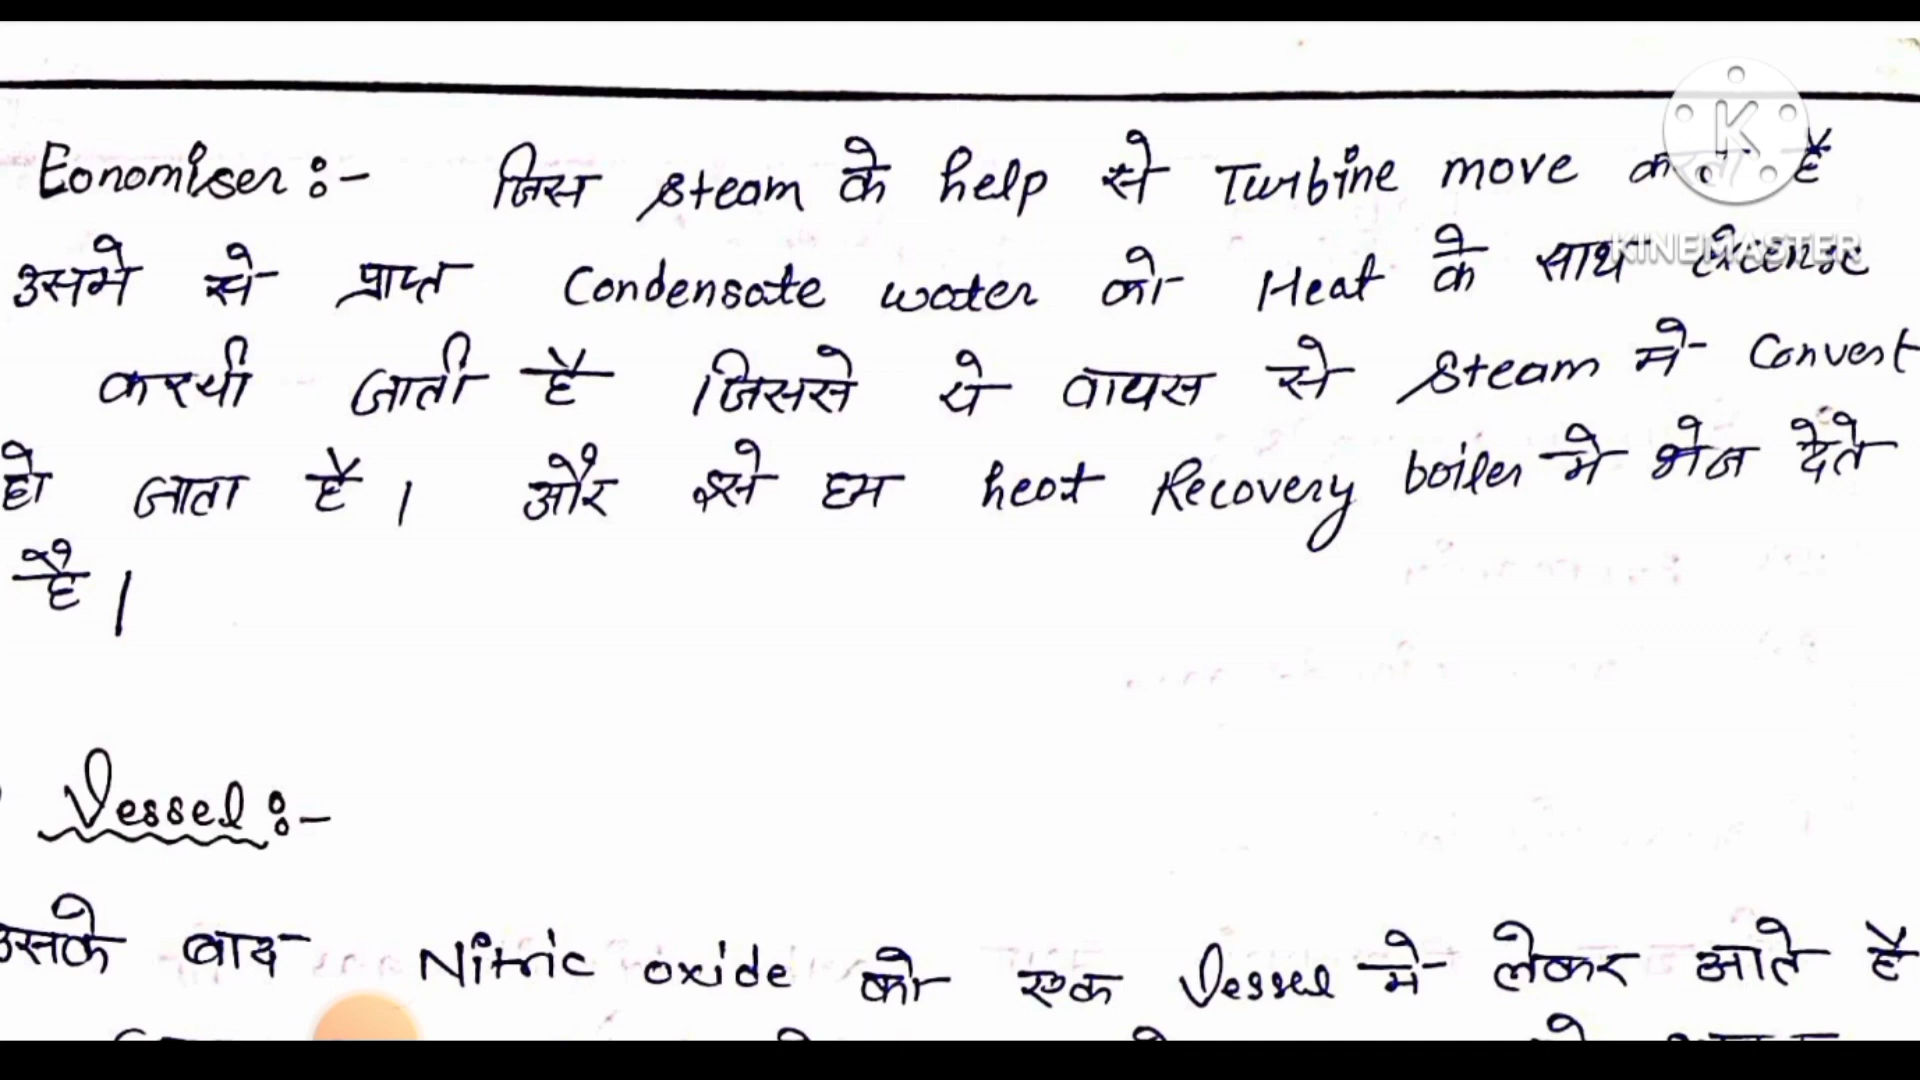 Eonomiser :- जिस steam के help से Turbine move है
उसमे से प्राप्त Condensate water को Heat के साथ
करयी जाती है । जिससे ये वापस से steam मे Convert
हो जाता है । और इसे हम heat Recovery boiler मे भेज देते
है ।
Vessel :-
उसके बाद Nitric oxide को एक Vessel मे लेकर आते है
K
KINEMASTER